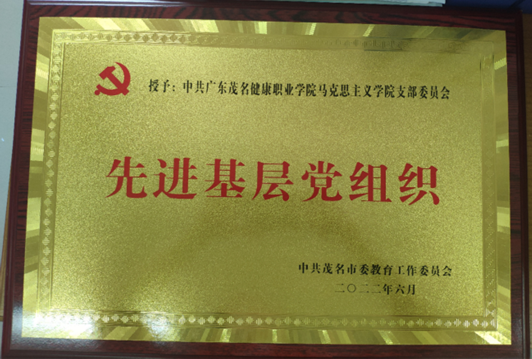 授予：中共广东茂名健康职业学院马克思主义学院支部委员会
先进基层党组织
中共茂名市委教育工作委员会
二〇二二年六月